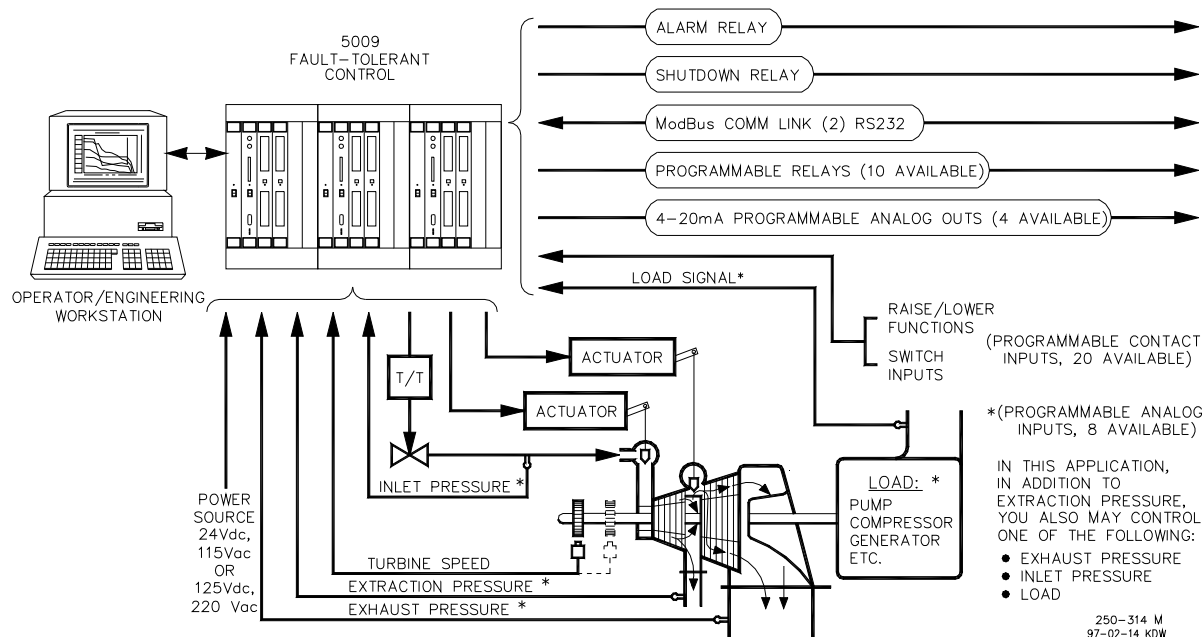 5009
FAULT-TOLERANT
CONTROL
ALARM RELAY
SHUTDOWN RELAY
ModBus COMM LINK (2) RS232
PROGRAMMABLE RELAYS (10 AVAILABLE)
4-20mA PROGRAMMABLE ANALOG OUTS (4 AVAILABLE)
LOAD SIGNAL*
OPERATOR/ENGINEERING
WORKSTATION
RAISE/LOWER
FUNCTIONS
SWITCH
INPUTS
(PROGRAMMABLE CONTACT
INPUTS, 20 AVAILABLE)
T/T
ACTUATOR
ACTUATOR
*(PROGRAMMABLE ANALOG
INPUTS, 8 AVAILABLE)
INLET PRESSURE *
POWER
SOURCE
24Vdc,
115Vac
OR
125Vdc,
220 Vac
TURBINE SPEED
EXTRACTION PRESSURE *
EXHAUST PRESSURE *
LOAD: *
PUMP
COMPRESSOR
GENERATOR
ETC.
IN THIS APPLICATION,
IN ADDITION TO
EXTRACTION PRESSURE,
YOU ALSO MAY CONTROL
ONE OF THE FOLLOWING:
● EXHAUST PRESSURE
● INLET PRESSURE
● LOAD
250-314 M
97-02-14 KDW